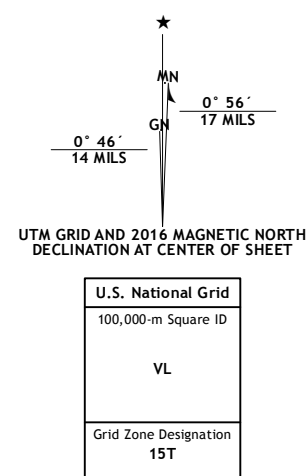 ★
MN
GN
0° 56´
17 MILS
0° 46´
14 MILS
UTM GRID AND 2016 MAGNETIC NORTH
DECLINATION AT CENTER OF SHEET
U.S. National Grid
100,000-m Square ID
VL
Grid Zone Designation
15T